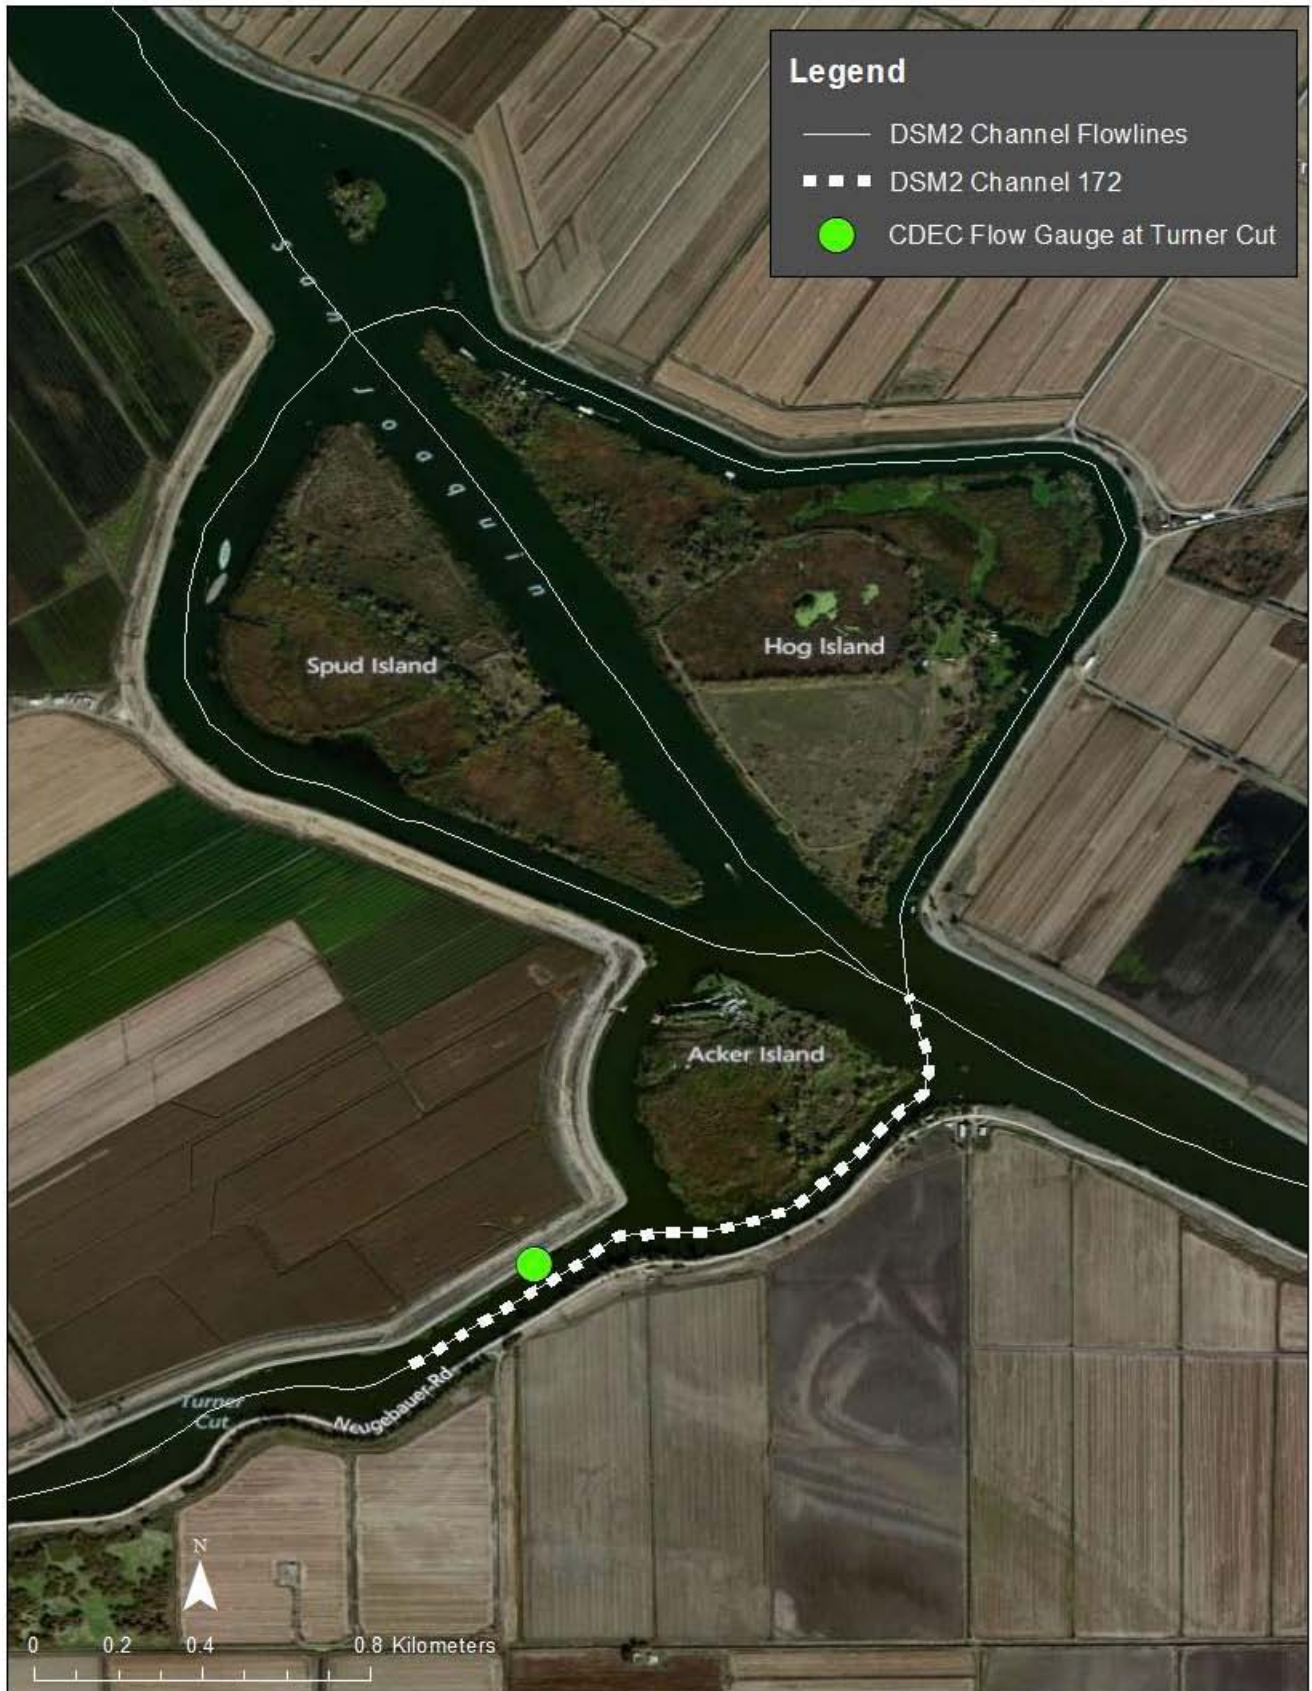 Legend
DSM2 Channel Flowlines
DSM2 Channel 172
CDEC Flow Gauge at Turner Cut
San Joaquin
Spud Island
Hog Island
Acker Island
Neugebauer Rd
Turner
Cut
N
0 0.2 0.4 0.8 Kilometers